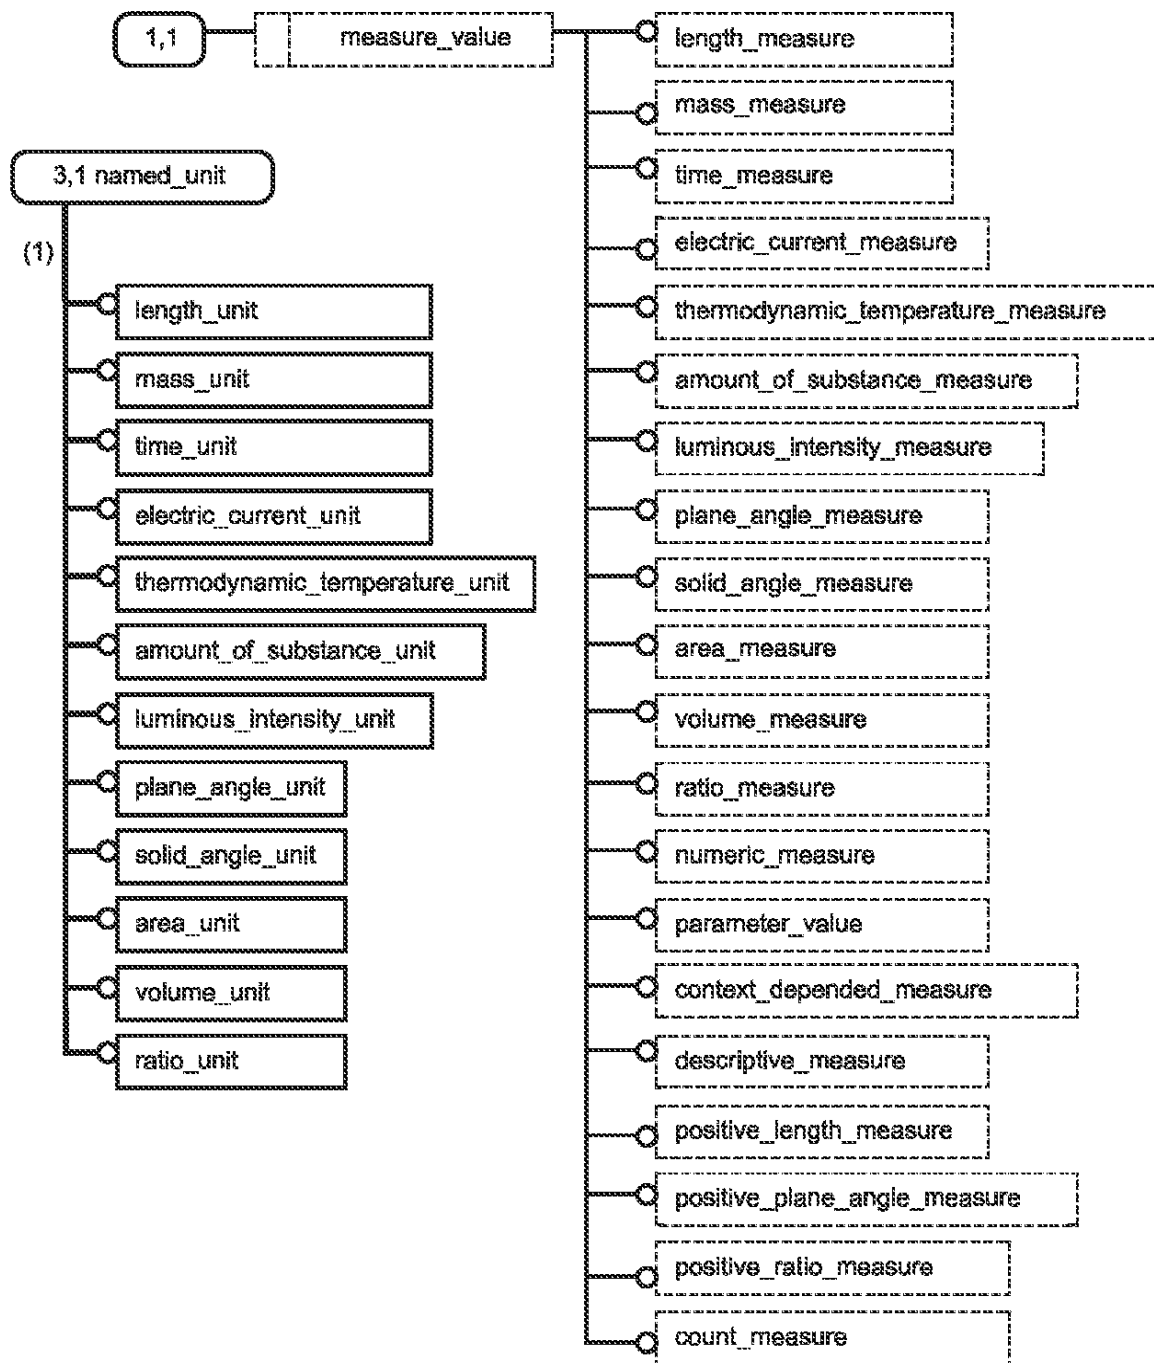 1,1
measure_value
3,1 named_unit
(1)
length_unit
mass_unit
time_unit
electric_current_unit
thermodynamic_temperature_unit
amount_of_substance_unit
luminous_intensity_unit
plane_angle_unit
solid_angle_unit
area_unit
volume_unit
ratio_unit
length_measure
mass_measure
time_measure
electric_current_measure
thermodynamic_temperature_measure
amount_of_substance_measure
luminous_intensity_measure
plane_angle_measure
solid_angle_measure
area_measure
volume_measure
ratio_measure
numeric_measure
parameter_value
context_depended_measure
descriptive_measure
positive_length_measure
positive_plane_angle_measure
positive_ratio_measure
count_measure